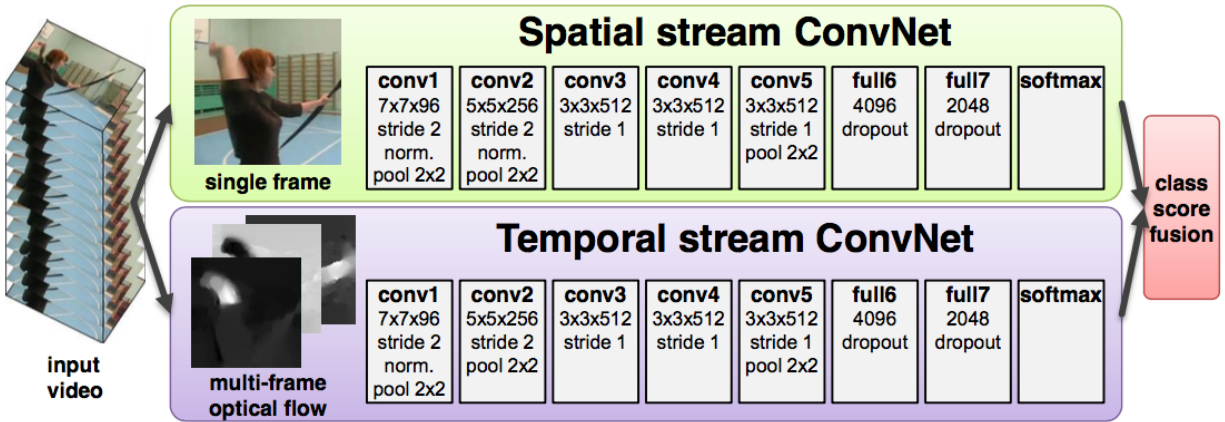 Spatial stream ConvNet
single frame
conv1
7x7x96
stride 2
norm.
pool 2x2
conv2
5x5x256
stride 2
norm.
pool 2x2
conv3
3x3x512
stride 1
conv4
3x3x512
stride 1
conv5
3x3x512
stride 1
pool 2x2
full6
4096
dropout
full7
2048
dropout
softmax
Temporal stream ConvNet
input
video
multi-frame
optical flow
conv1
7x7x96
stride 2
norm.
pool 2x2
conv2
5x5x256
stride 2
pool 2x2
conv3
3x3x512
stride 1
conv4
3x3x512
stride 1
conv5
3x3x512
stride 1
pool 2x2
full6
4096
dropout
full7
2048
dropout
softmax
class
score
fusion